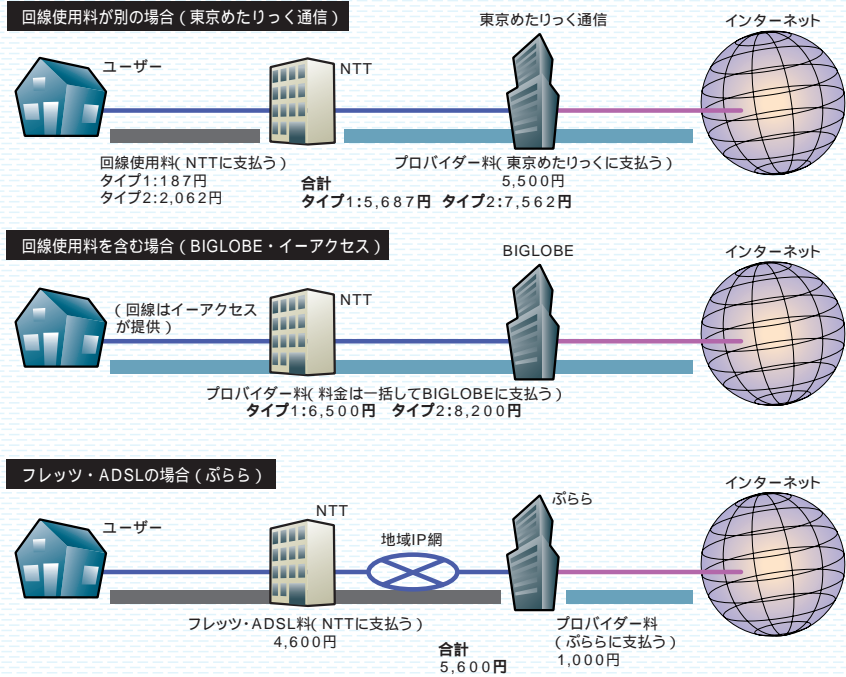 回線使用料が別の場合(東京めたりっく通信)
東京めたりっく通信
インターネット
ユーザー
NTT
回線使用料(NTTに支払う)
タイプ1:187円
タイプ2:2,062円
合計
タイプ1:5,687円 タイプ2:7,562円
プロバイダー料(東京めたりっくに支払う)
5,500円
回線使用料を含む場合(BIGLOBE・イーアクセス)
BIGLOBE
インターネット
(回線はイーアクセス
が提供)
NTT
プロバイダー料(料金は一括してBIGLOBEに支払う)
タイプ1:6,500円 タイプ2:8,200円
フレッツ・ADSLの場合(ぷらら)
インターネット
ユーザー
NTT
地域IP網
ぷらら
フレッツ・ADSL料(NTTに支払う)
4,600円
合計
5,600円
プロバイダー料
(ぷららに支払う)
1,000円